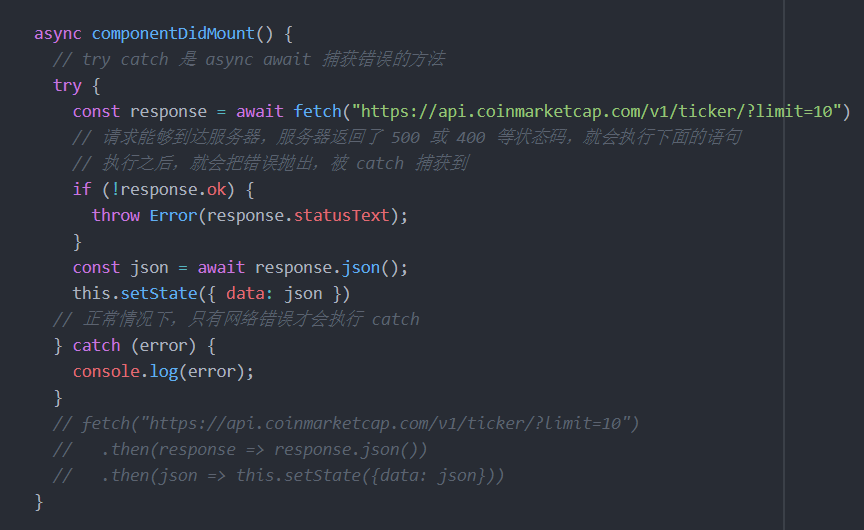 async componentDidMount() {
  // try catch 是 async await 捕获错误的方法
  try {
    const response = await fetch("https://api.coinmarketcap.com/v1/ticker/?limit=10")
    // 请求能够到达服务器，服务器返回了 500 或 400 等状态码，就会执行下面的语句
    // 执行之后，就会把错误抛出，被 catch 捕获到
    if (!response.ok) {
      throw Error(response.statusText);
    }
    const json = await response.json();
    this.setState({ data: json })
  // 正常情况下，只有网络错误才会执行 catch
  } catch (error) {
    console.log(error);
  }
  // fetch("https://api.coinmarketcap.com/v1/ticker/?limit=10")
  //   .then(response => response.json())
  //   .then(json => this.setState({data: json}))
}